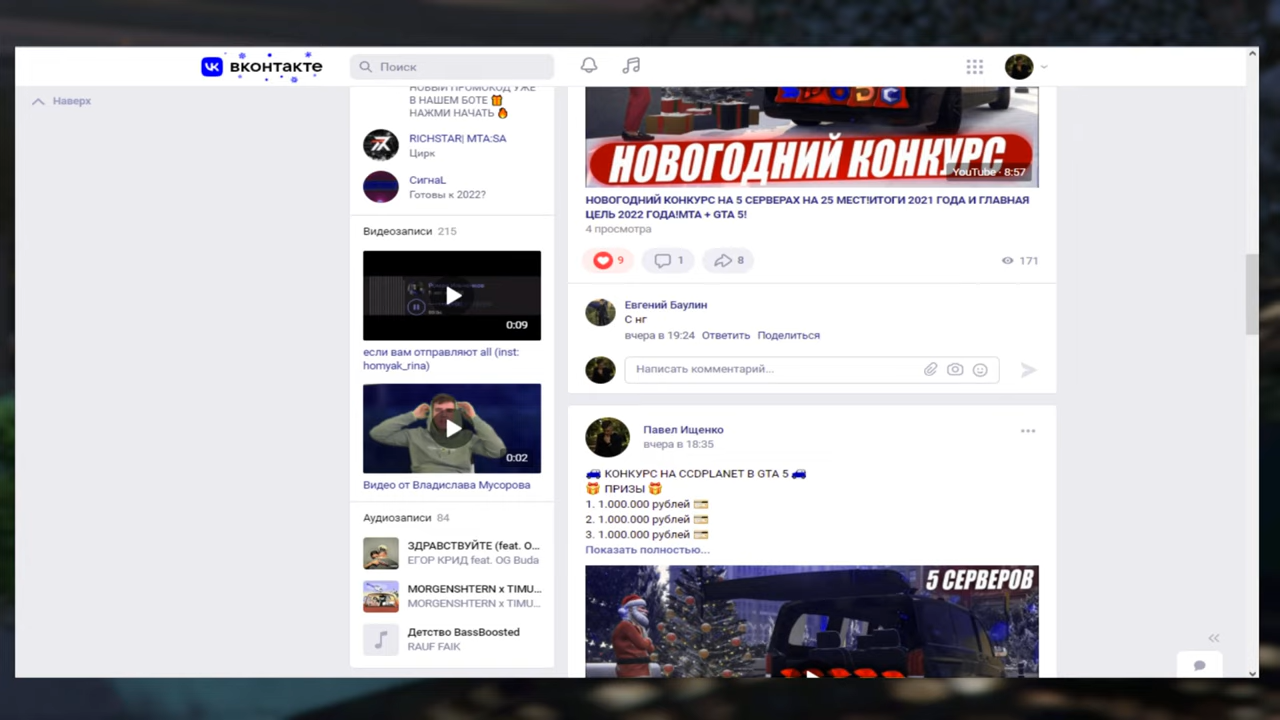 вконтакте
Поиск
Наверх
НОВЫЙ ПРОМОКОД УЖЕ
В НАШЕМ БОТЕ 🎁
НАЖМИ НАЧАТЬ 🔥
RICHSTAR| MTA:SA
Цирк
СигнаL
Готовы к 2022?
Видеозаписи 215
0:09
если вам отправляют all (inst:
homyak_rina)
0:02
Видео от Владислава Мусорова
Аудиозаписи 84
ЗДРАВСТВУЙТЕ (feat. O...
ЕГОР КРИД feat. OG Buda
MORGENSHTERN x TIMU...
MORGENSHTERN x TIMU...
Детство BassBoosted
RAUF FAIK
НОВОГОДНИЙ КОНКУРС
YouTube · 8:57
НОВОГОДНИЙ КОНКУРС НА 5 СЕРВЕРАХ НА 25 МЕСТ!ИТОГИ 2021 ГОДА И ГЛАВНАЯ
ЦЕЛЬ 2022 ГОДА!МТА + GTA 5!
4 просмотра
9 1 8 171
Евгений Баулин
С нг
вчера в 19:24 Ответить Поделиться
Написать комментарий...
Павел Ищенко
вчера в 18:35
🚙 КОНКУРС НА CCDPLANET В GTA 5 🚙
🎁 ПРИЗЫ 🎁
1. 1.000.000 рублей 💳
2. 1.000.000 рублей 💳
3. 1.000.000 рублей 💳
Показать полностью...
5 СЕРВЕРОВ